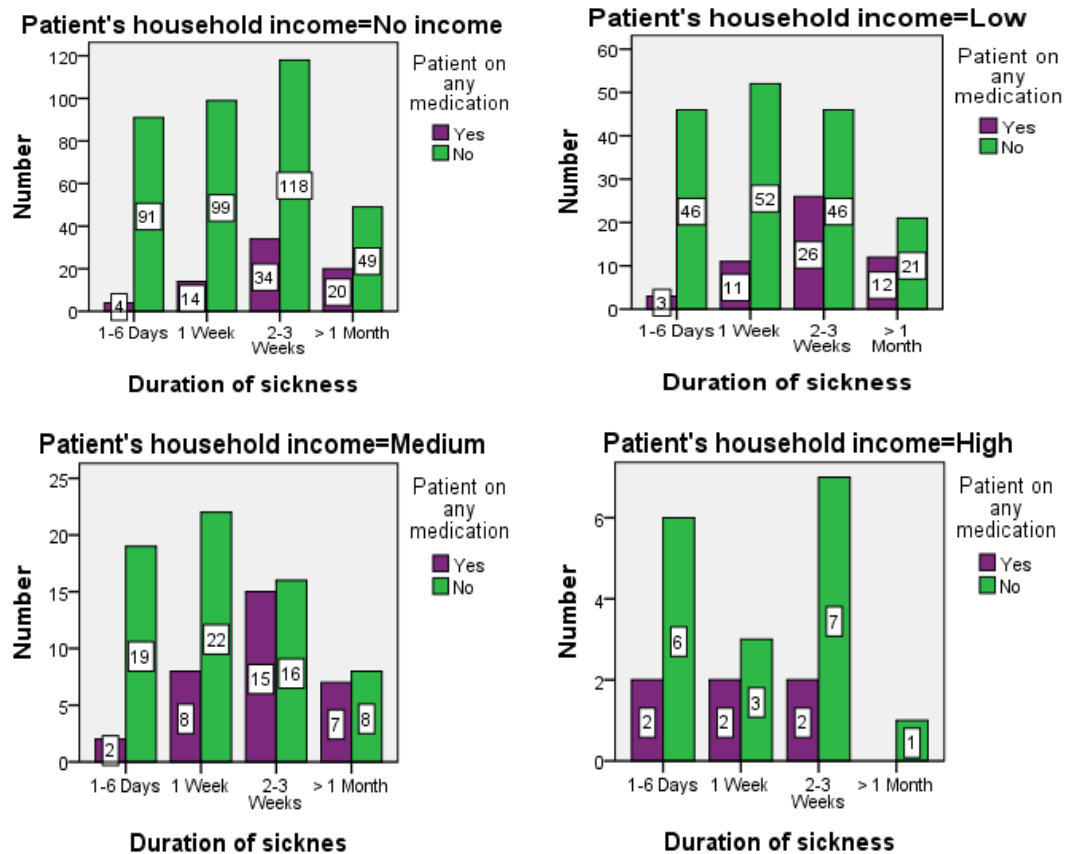 Patient's household income=No income
Patient on
any
medication
Yes
No
Number
120
100
80
60
40
20
0
4
91
14
99
34
118
20
49
1-6 Days
1 Week
2-3
Weeks
> 1 Month
Duration of sickness
Patient's household income=Low
Patient on
any
medication
Yes
No
Number
60
50
40
30
20
10
0
3
46
11
52
26
46
12
21
1-6 Days
1 Week
2-3
Weeks
> 1
Month
Duration of sickness
Patient's household income=Medium
Patient on
any
medication
Yes
No
Number
25
20
15
10
5
0
2
19
8
22
15
16
7
8
1-6 Days
1 Week
2-3
Weeks
> 1 Month
Duration of sicknes
Patient's household income=High
Patient on
any
medication
Yes
No
Number
6
4
2
0
2
6
2
3
2
7
1
1-6 Days
1 Week
2-3
Weeks
> 1 Month
Duration of sickness